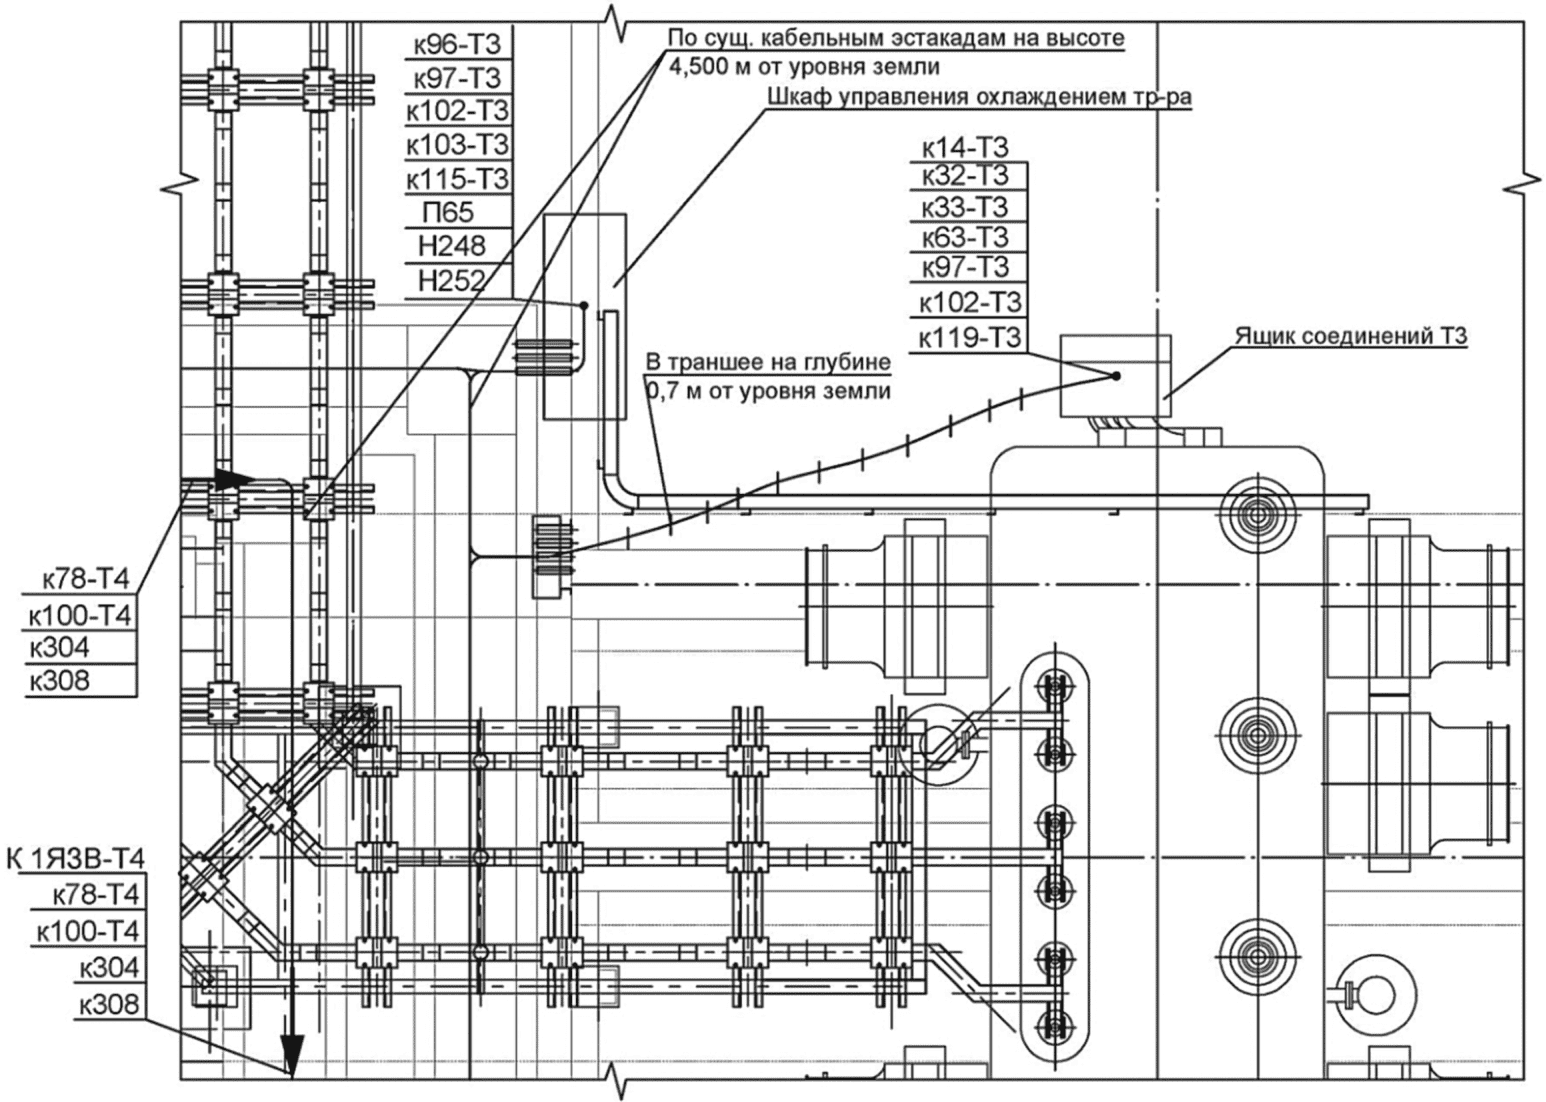 к96-Т3
к97-Т3
к102-Т3
к103-Т3
к115-Т3
П65
Н248
Н252
По сущ. кабельным эстакадам на высоте
4,500 м от уровня земли
Шкаф управления охлаждением тр-ра
к14-Т3
к32-Т3
к33-Т3
к63-Т3
к97-Т3
к102-Т3
к119-Т3
Ящик соединений Т3
В траншее на глубине
0,7 м от уровня земли
к78-Т4
к100-Т4
к304
к308
К 1ЯЗВ-Т4
к78-Т4
к100-Т4
к304
к308